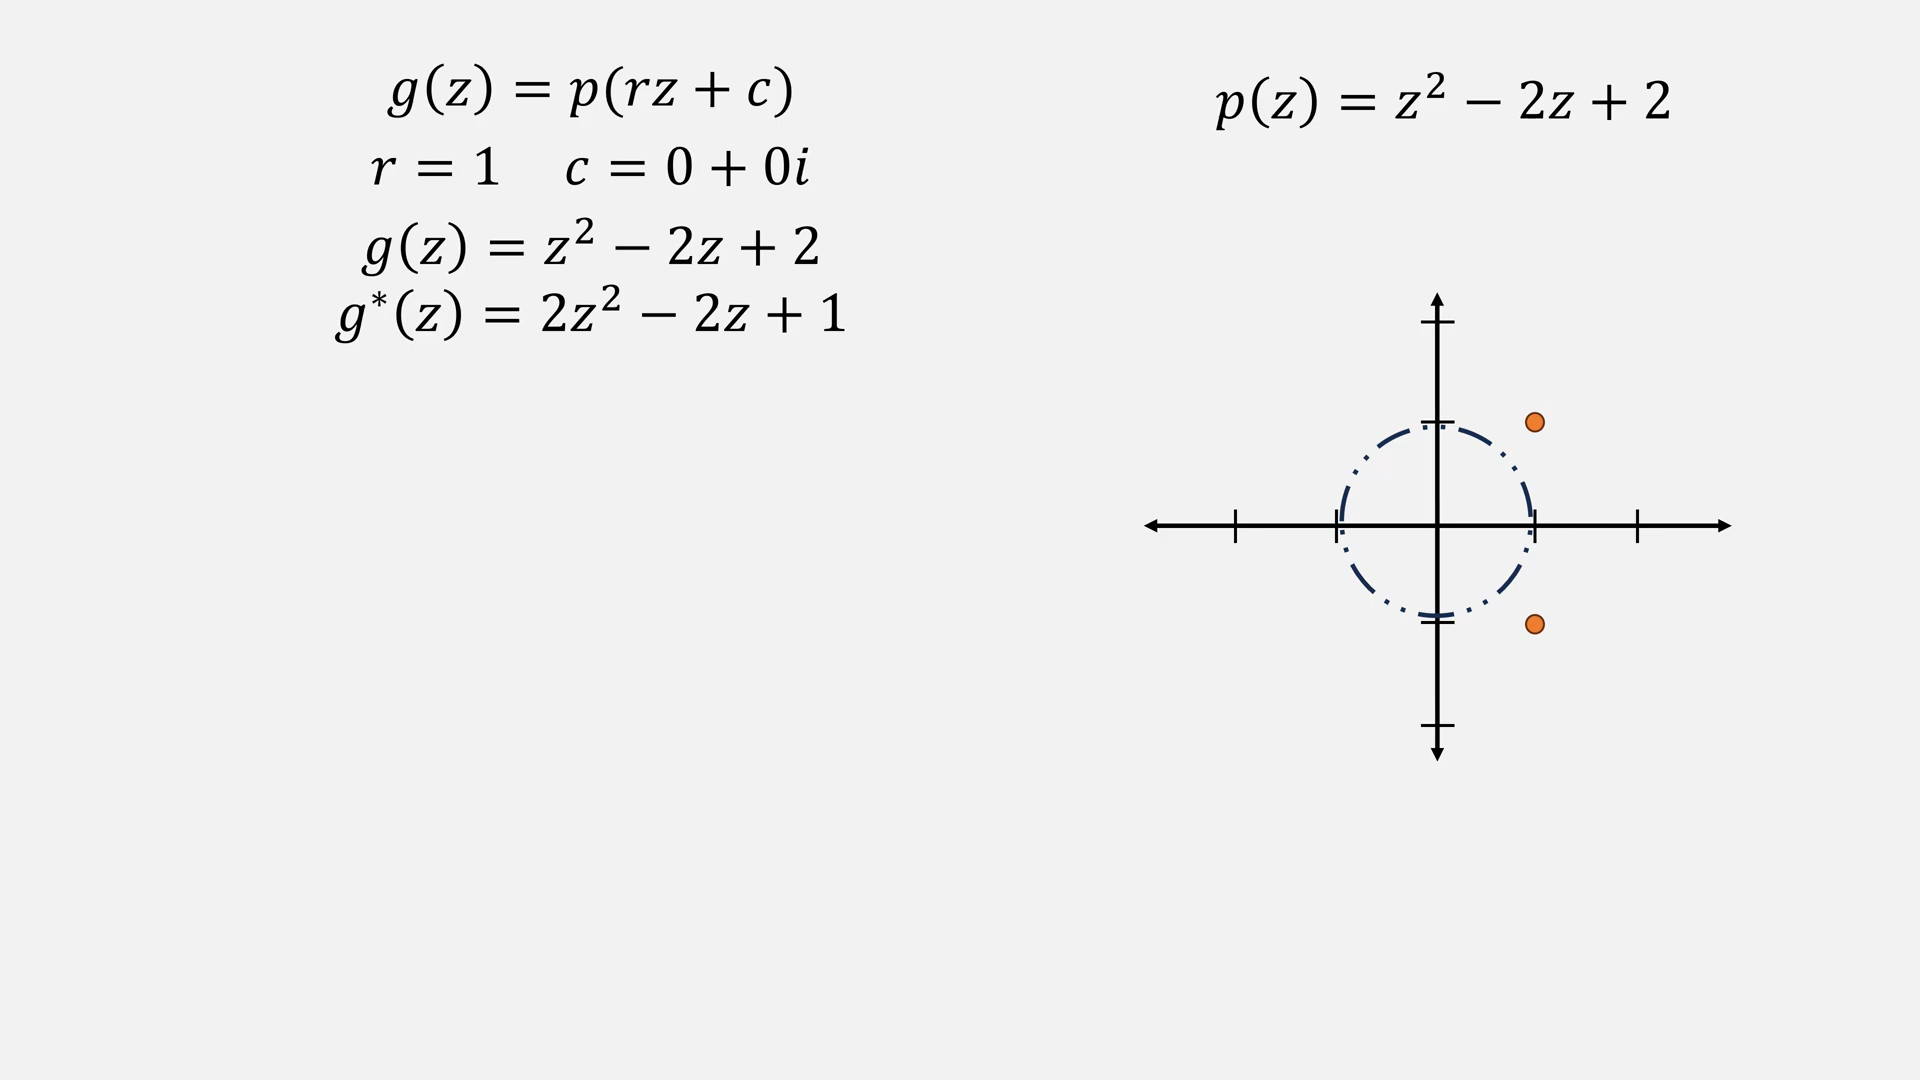 g(z) = p(rz + c)
r = 1 c = 0 + 0i
g(z) = z² − 2z + 2
g*(z) = 2z² − 2z + 1
p(z) = z² − 2z + 2